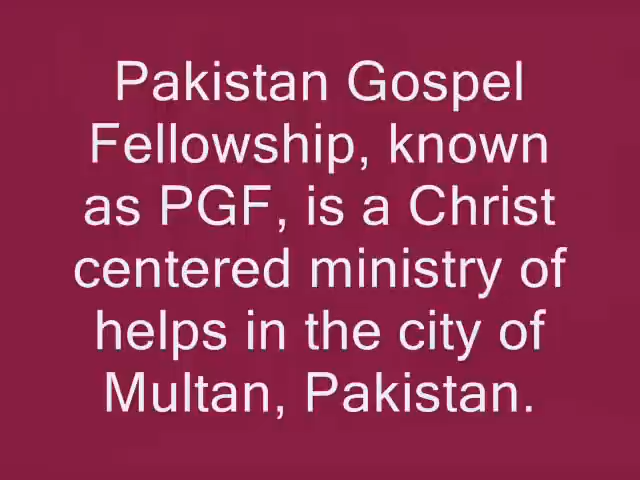 Pakistan Gospel
Fellowship, known
as PGF, is a Christ
centered ministry of
helps in the city of
Multan, Pakistan.